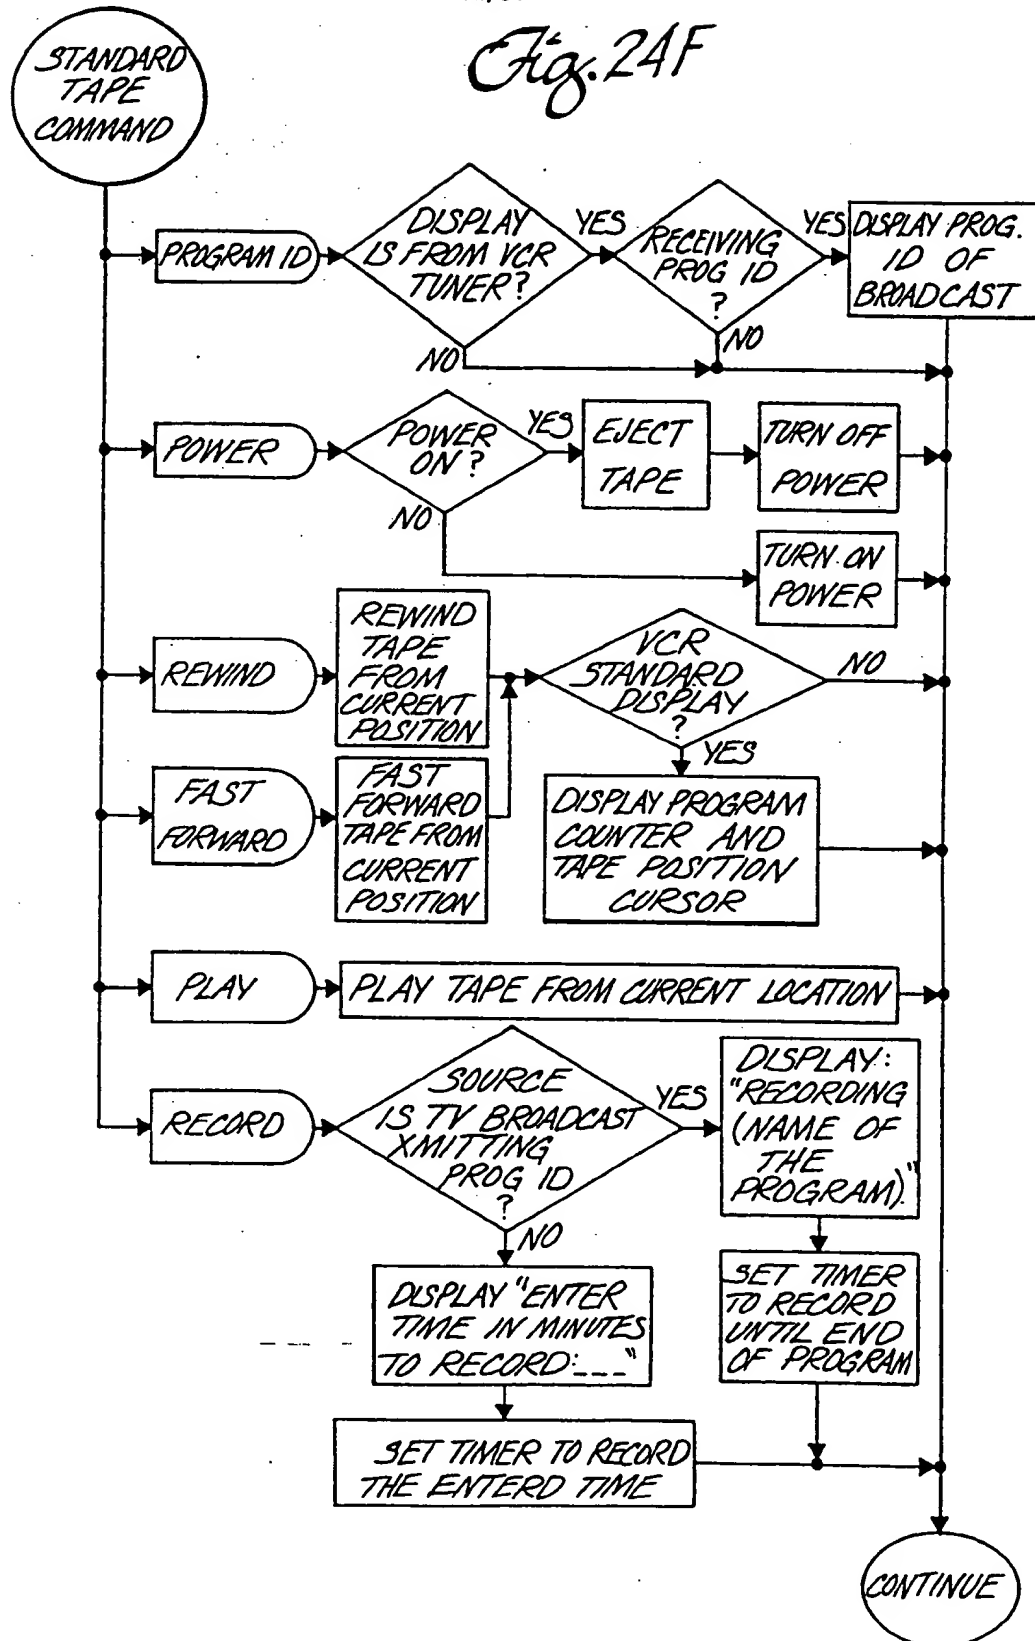 Fig. 24F
STANDARD
TAPE
COMMAND
PROGRAM ID
DISPLAY
IS FROM VCR
TUNER?
YES
NO
RECEIVING
PROG ID
?
YES
NO
DISPLAY PROG.
ID OF
BROADCAST
POWER
POWER
ON?
YES
NO
EJECT
TAPE
TURN OFF
POWER
TURN ON
POWER
REWIND
REWIND
TAPE
FROM
CURRENT
POSITION
VCR
STANDARD
DISPLAY
?
NO
YES
FAST
FORWARD
FAST
FORWARD
TAPE FROM
CURRENT
POSITION
DISPLAY PROGRAM
COUNTER AND
TAPE POSITION
CURSOR
PLAY
PLAY TAPE FROM CURRENT LOCATION
RECORD
SOURCE
IS TV BROADCAST
XMITTING
PROG ID
?
YES
NO
DISPLAY:
"RECORDING
(NAME OF
THE
PROGRAM)."
SET TIMER
TO RECORD
UNTIL END
OF PROGRAM
DISPLAY "ENTER
TIME IN MINUTES
TO RECORD:___"
SET TIMER TO RECORD
THE ENTERD TIME
CONTINUE